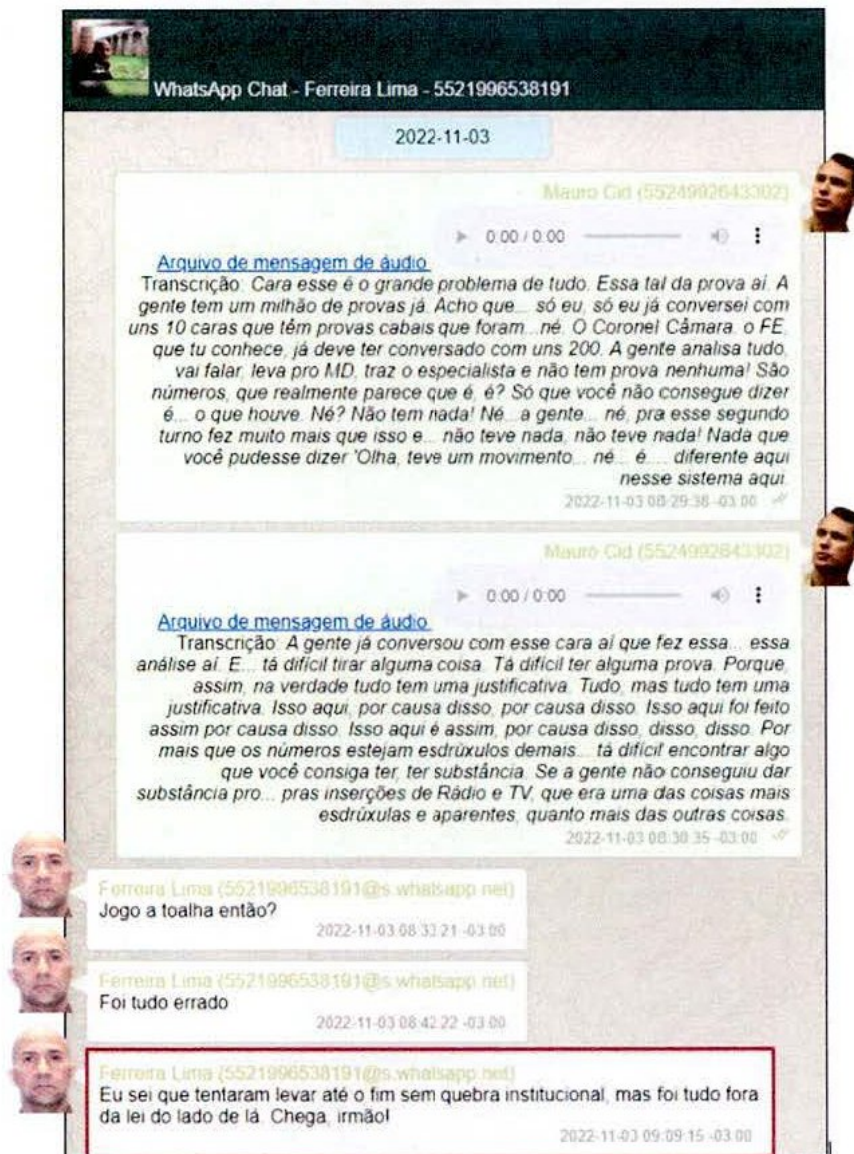 WhatsApp Chat - Ferreira Lima - 5521996538191
2022-11-03
Mauro Cid (5524992643302)
0:00 / 0:00
Arquivo de mensagem de áudio
Transcrição: Cara esse é o grande problema de tudo. Essa tal da prova aí. A
gente tem um milhão de provas já. Acho que... só eu, só eu já conversei com
uns 10 caras que têm provas cabais que foram...né. O Coronel Câmara, o FE,
que tu conhece, já deve ter conversado com uns 200. A gente analisa tudo,
vai falar, leva pro MD, traz o especialista e não tem prova nenhuma! São
números, que realmente parece que é, é? Só que você não consegue dizer
é... o que houve. Né? Não tem nada! Né...a gente... né, pra esse segundo
turno fez muito mais que isso e... não teve nada, não teve nada! Nada que
você pudesse dizer 'Olha, teve um movimento... né... é.... diferente aqui
nesse sistema aqui.
2022-11-03 08:29:38 -03:00
Mauro Cid (5524992643302)
0:00 / 0:00
Arquivo de mensagem de áudio
Transcrição: A gente já conversou com esse cara aí que fez essa... essa
análise aí. E... tá difícil tirar alguma coisa. Tá difícil ter alguma prova. Porque,
assim, na verdade tudo tem uma justificativa. Tudo, mas tudo tem uma
justificativa. Isso aqui, por causa disso, por causa disso. Isso aqui foi feito
assim por causa disso. Isso aqui é assim, por causa disso, disso, disso. Por
mais que os números estejam esdrúxulos demais... tá difícil encontrar algo
que você consiga ter, ter substância. Se a gente não conseguiu dar
substância pro... pras inserções de Rádio e TV, que era uma das coisas mais
esdrúxulas e aparentes, quanto mais das outras coisas.
2022-11-03 08:30:35 -03:00
Ferreira Lima (5521996538191@s.whatsapp.net)
Jogo a toalha então?
2022-11-03 08:33:21 -03:00
Ferreira Lima (5521996538191@s.whatsapp.net)
Foi tudo errado
2022-11-03 08:42:22 -03:00
Ferreira Lima (5521996538191@s.whatsapp.net)
Eu sei que tentaram levar até o fim sem quebra institucional, mas foi tudo fora
da lei do lado de lá. Chega, irmão!
2022-11-03 09:09:15 -03:00